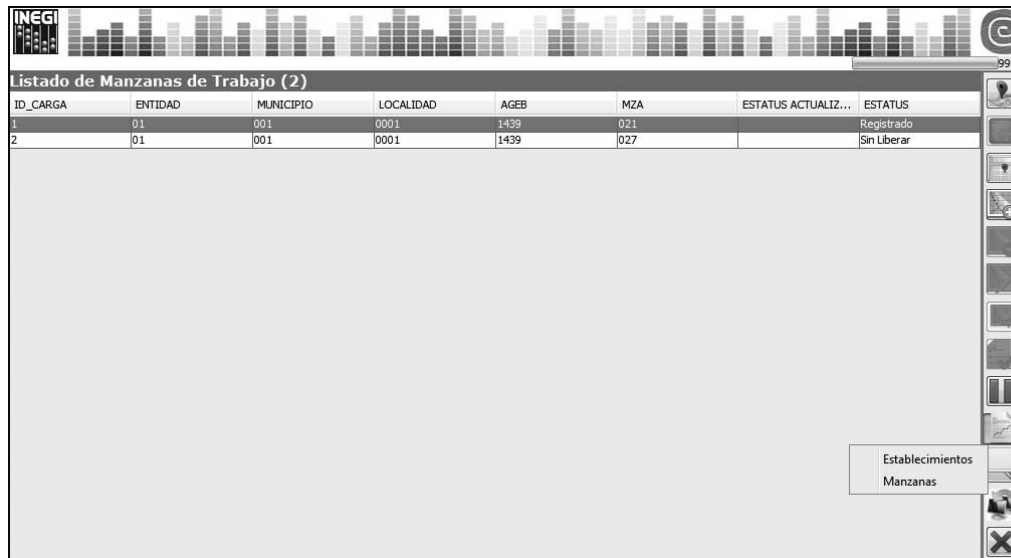 INEGI
99
Listado de Manzanas de Trabajo (2)
ID_CARGA ENTIDAD MUNICIPIO LOCALIDAD AGEB MZA ESTATUS ACTUALIZ... ESTATUS
1 01 001 0001 1439 021 Registrado
2 01 001 0001 1439 027 Sin Liberar
Establecimientos
Manzanas